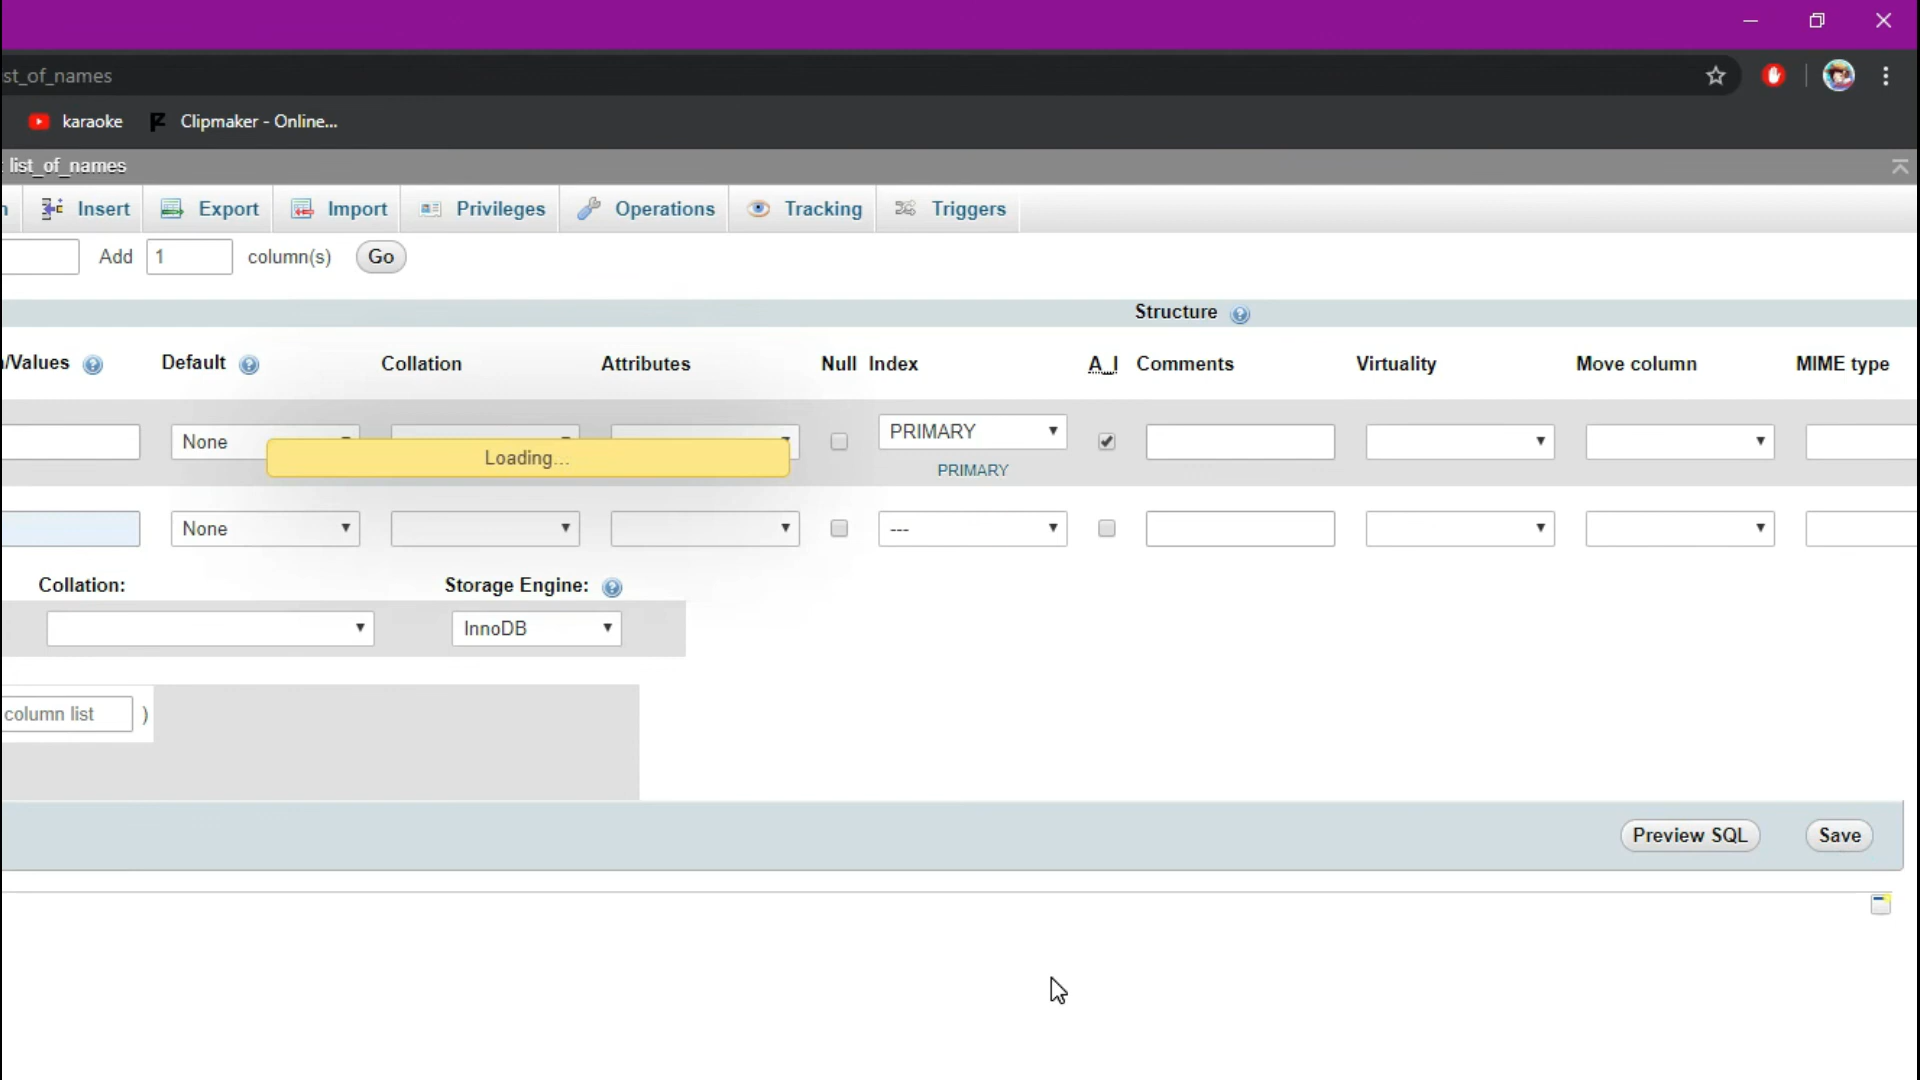 st_of_names
karaoke Clipmaker - Online...
list_of_names
Insert Export Import Privileges Operations Tracking Triggers
Add 1 column(s) Go
Structure
/Values Default Collation Attributes Null Index A_I Comments Virtuality Move column MIME type
None PRIMARY
Loading...
PRIMARY
None ---
Collation: Storage Engine:
InnoDB
column list )
Preview SQL Save